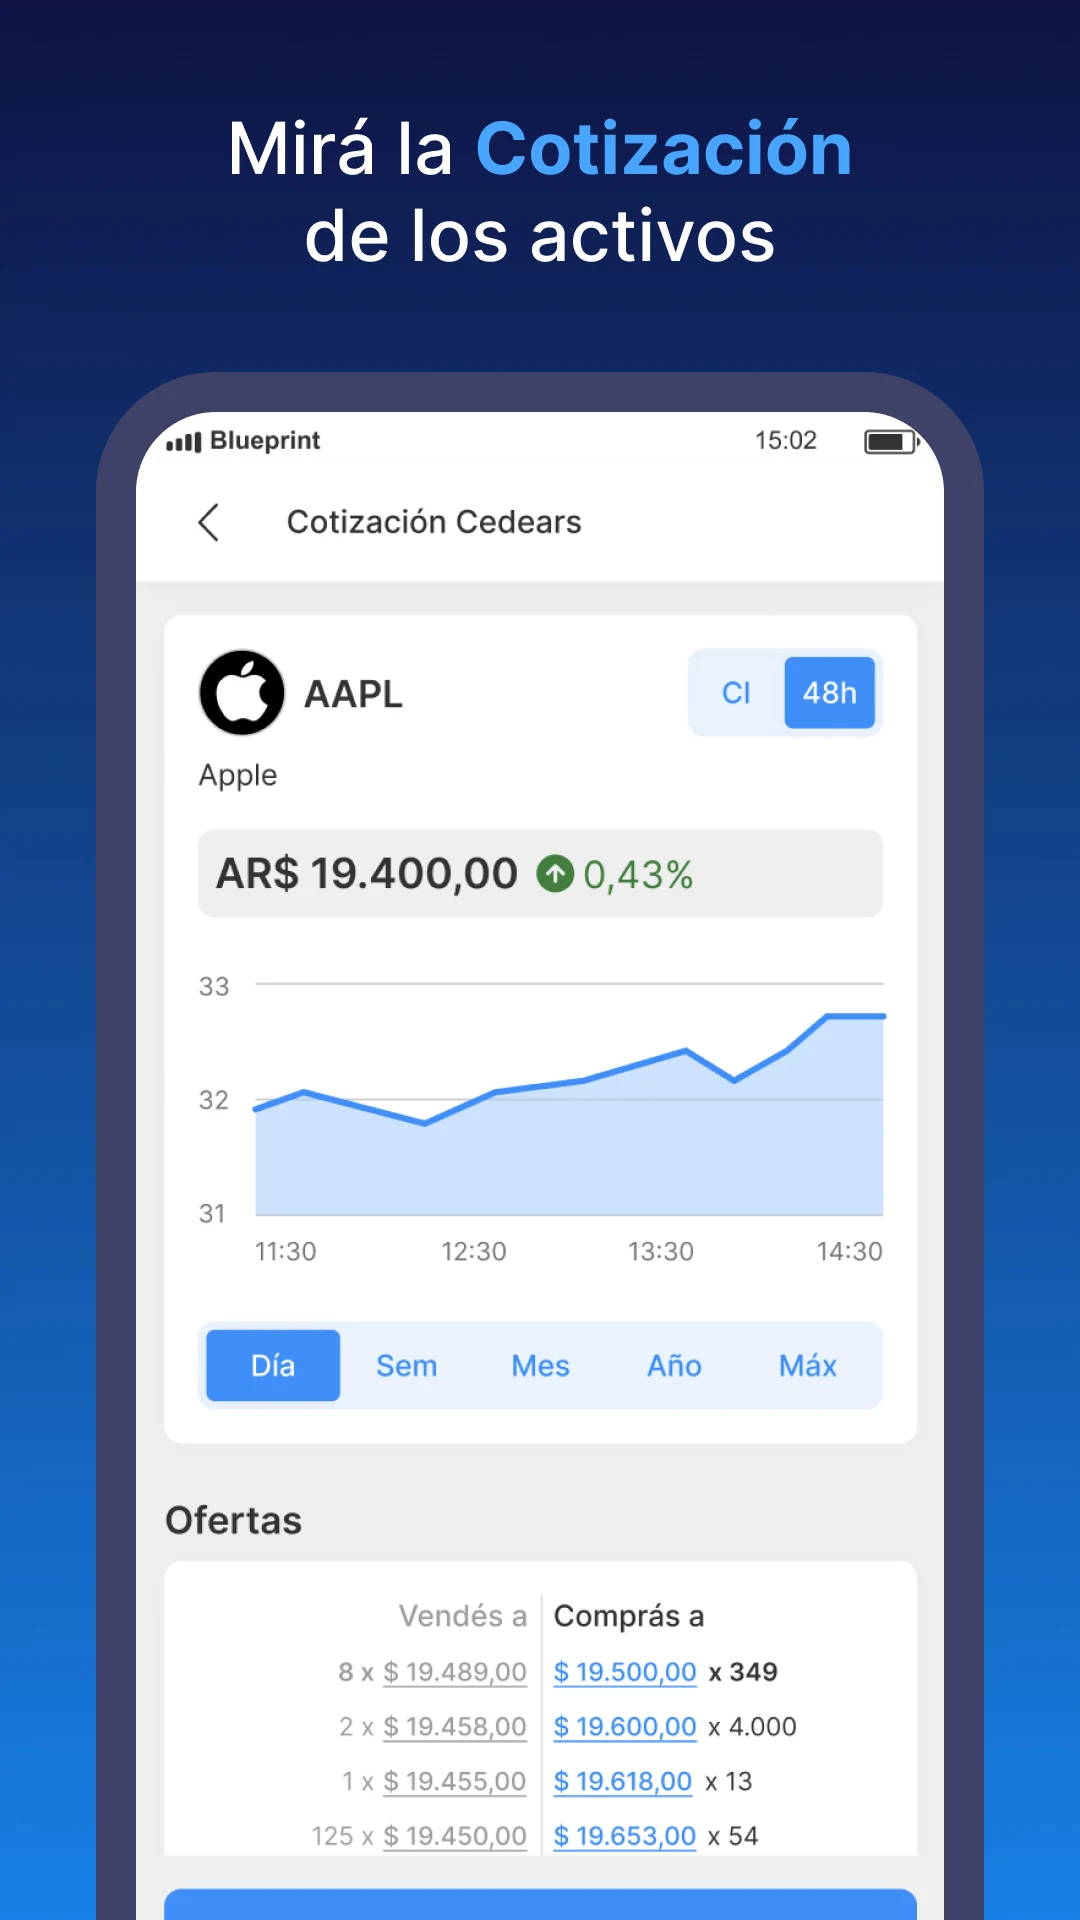 Mirá la Cotización
de los activos
Blueprint 15:02
Cotización Cedears
AAPL CI 48h
Apple
AR$ 19.400,00 0,43%
33
32
31
11:30 12:30 13:30 14:30
Día Sem Mes Año Máx
Ofertas
Vendés a Comprás a
8 x $ 19.489,00 $ 19.500,00 x 349
2 x $ 19.458,00 $ 19.600,00 x 4.000
1 x $ 19.455,00 $ 19.618,00 x 13
125 x $ 19.450,00 $ 19.653,00 x 54